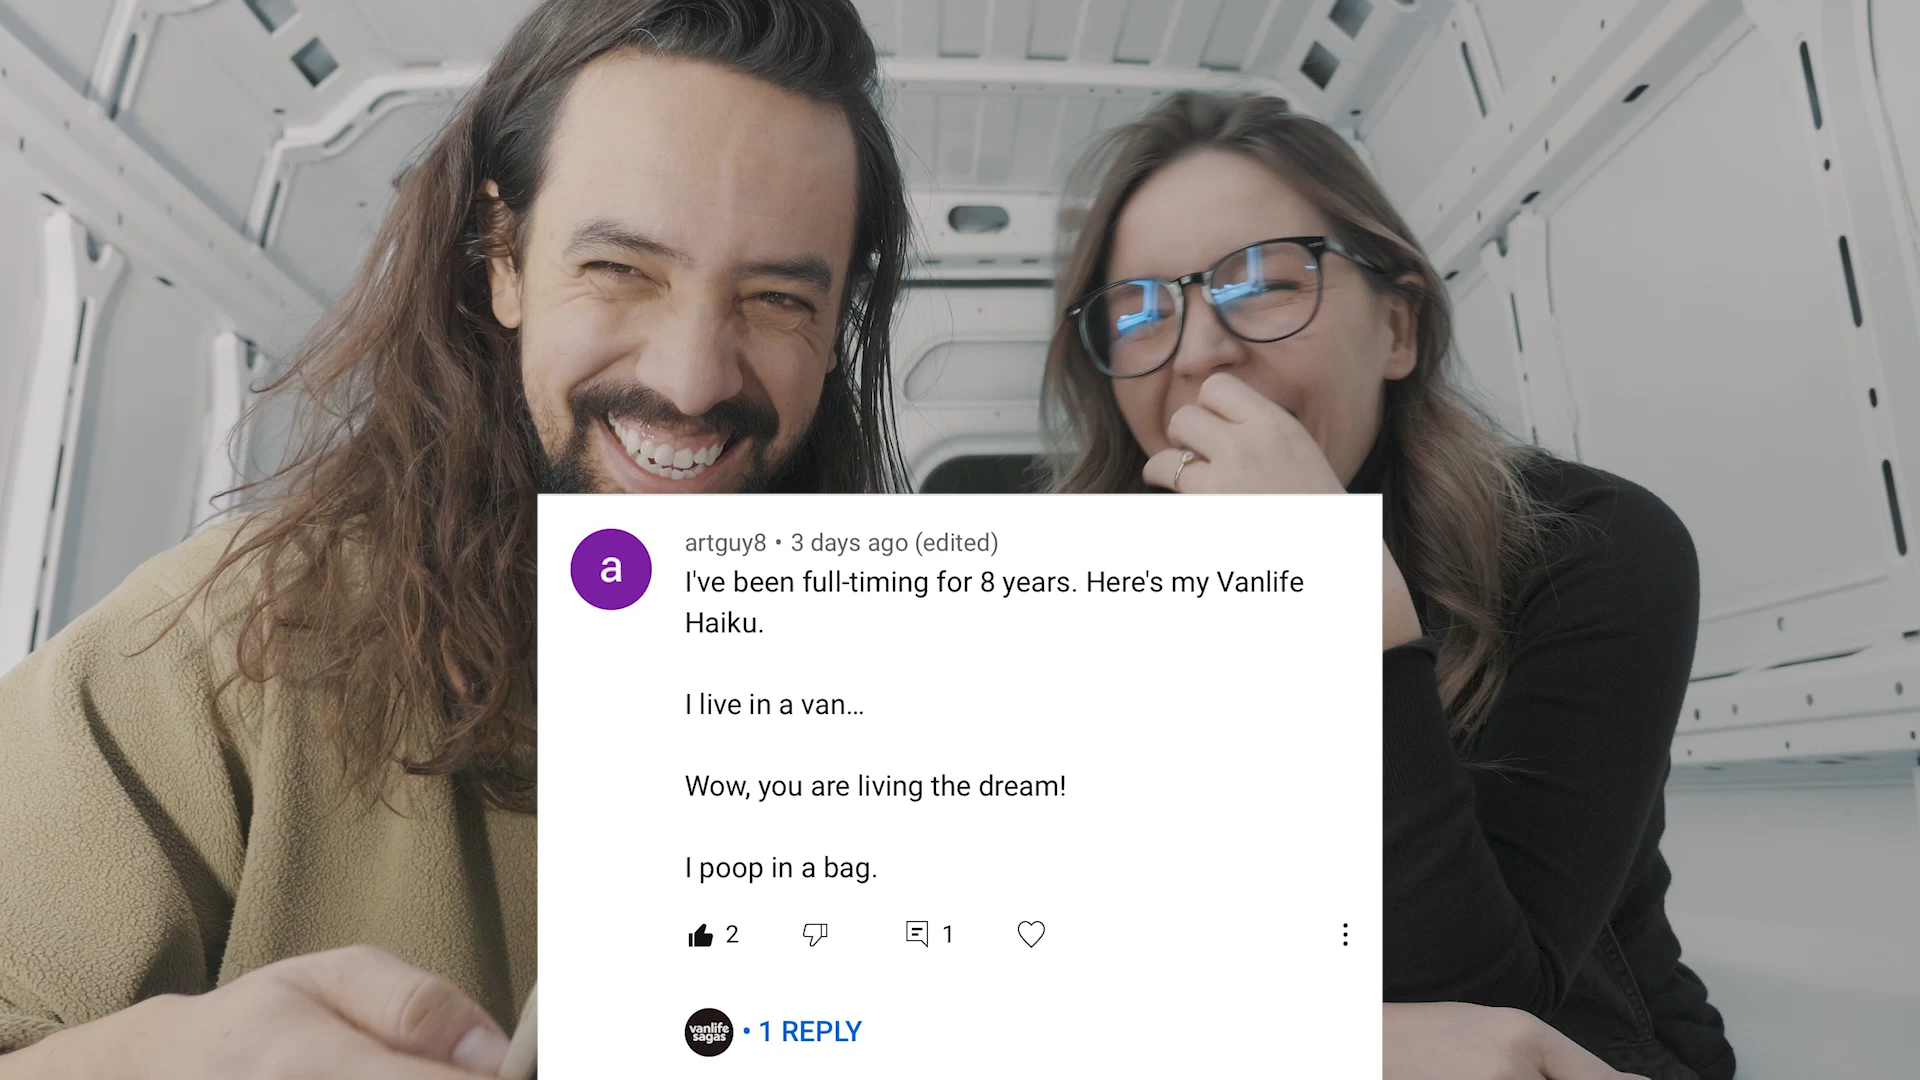 a
artguy8 • 3 days ago (edited)
I've been full-timing for 8 years. Here's my Vanlife
Haiku.
I live in a van...
Wow, you are living the dream!
I poop in a bag.
2
1
vanlife
sagas
• 1 REPLY